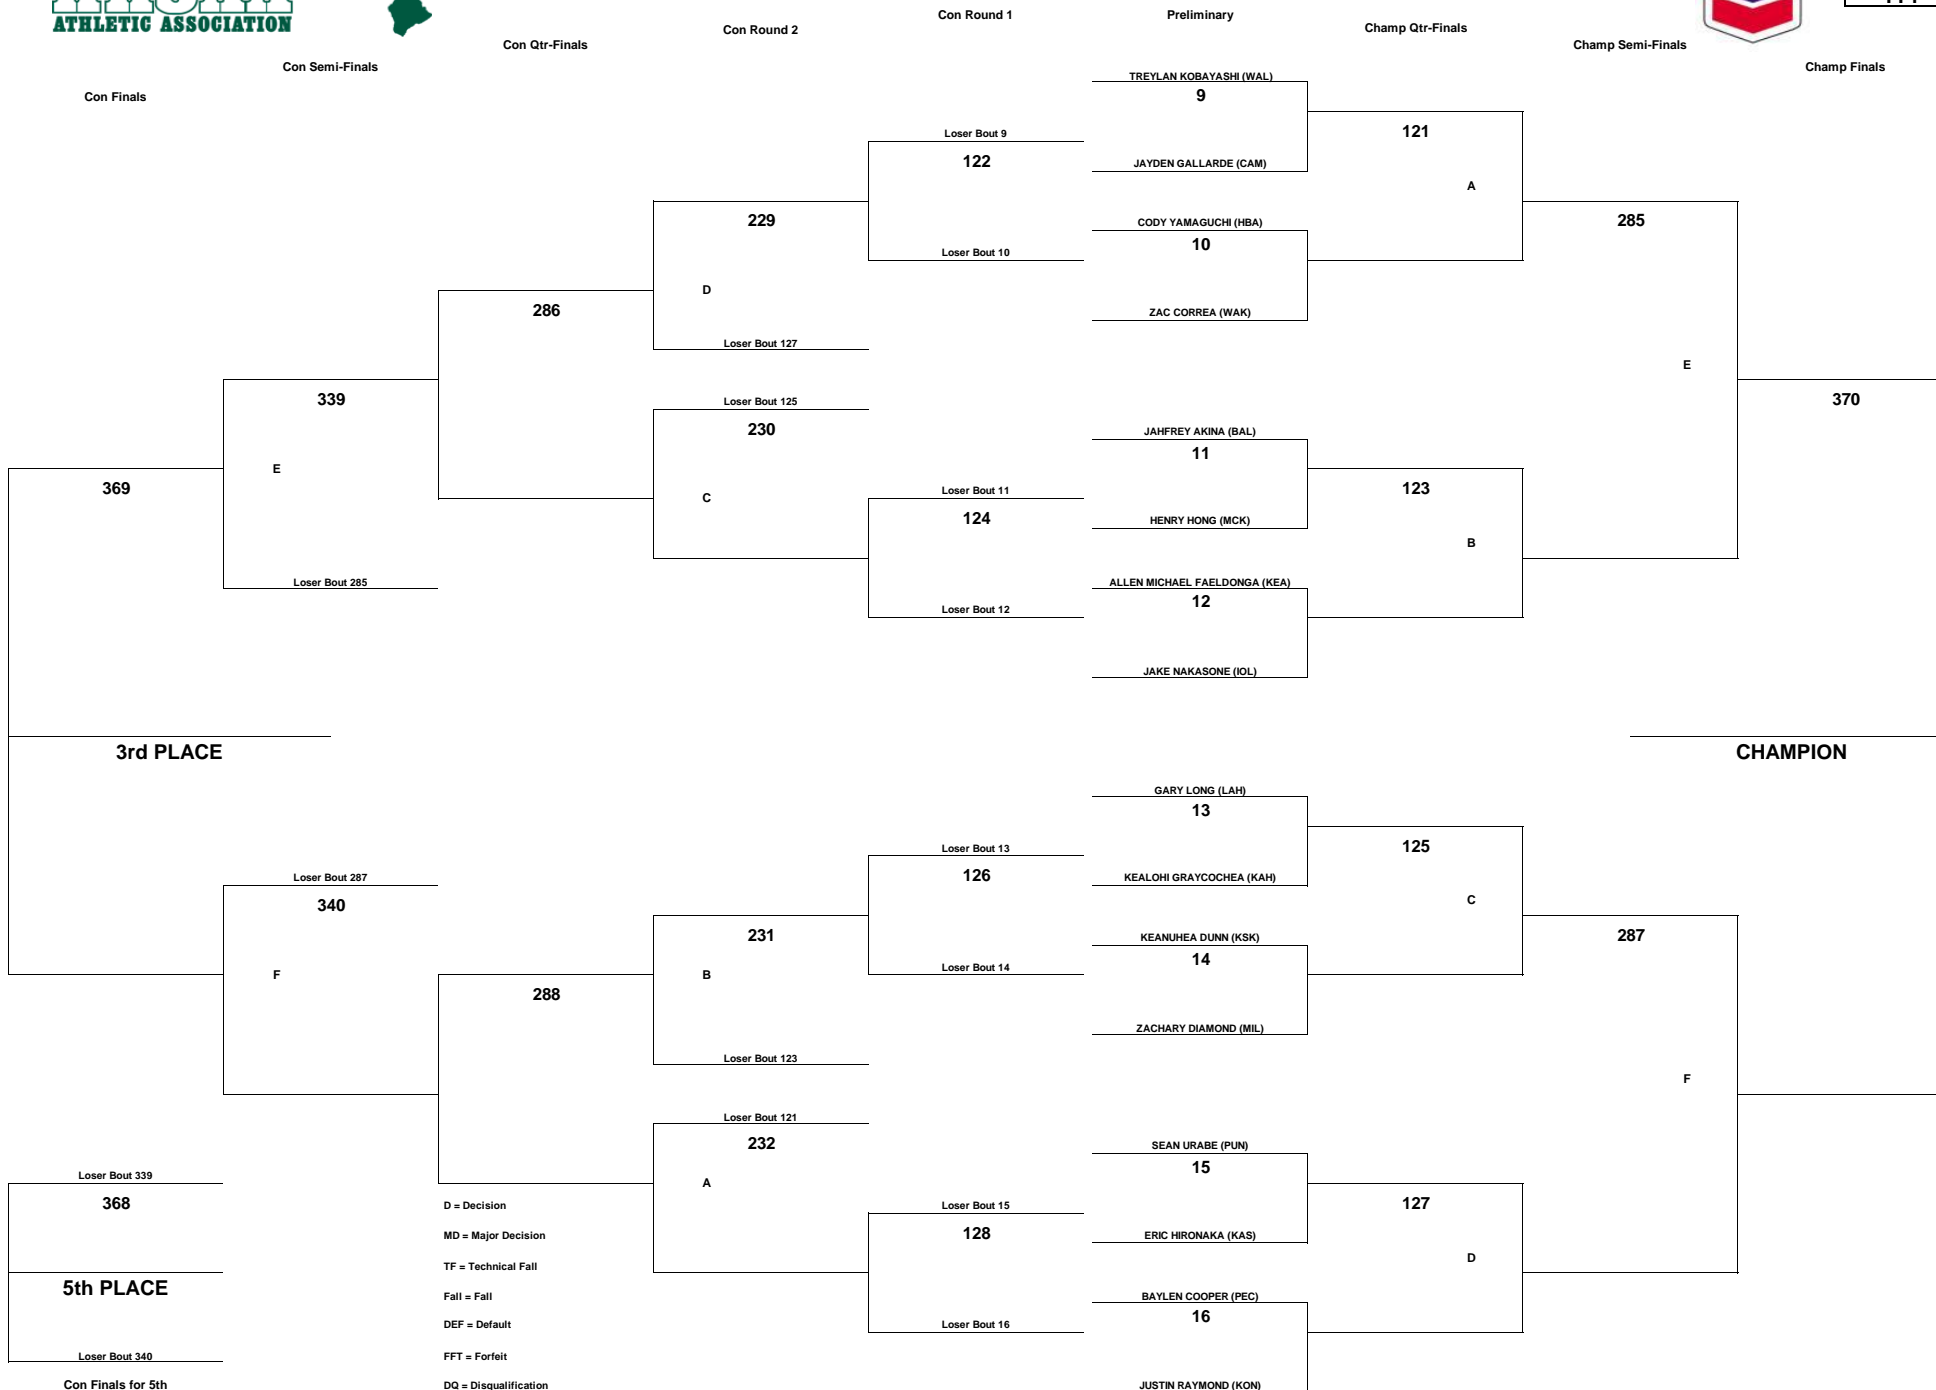 ATHLETIC ASSOCIATION
Con Finals
Con Semi-Finals
Con Qtr-Finals
Con Round 2
Con Round 1
Preliminary
Champ Qtr-Finals
Champ Semi-Finals
Champ Finals
TREYLAN KOBAYASHI (WAL)
9
121
Loser Bout 9
122
JAYDEN GALLARDE (CAM)
A
229
CODY YAMAGUCHI (HBA)
285
10
Loser Bout 10
D
286
ZAC CORREA (WAK)
Loser Bout 127
E
339
Loser Bout 125
370
230
JAHFREY AKINA (BAL)
11
E
369
C
Loser Bout 11
123
124
HENRY HONG (MCK)
B
Loser Bout 285
ALLEN MICHAEL FAELDONGA (KEA)
12
Loser Bout 12
JAKE NAKASONE (IOL)
3rd PLACE
CHAMPION
GARY LONG (LAH)
13
Loser Bout 13
125
Loser Bout 287
126
KEALOHI GRAYCOCHEA (KAH)
340
C
231
KEANUHEA DUNN (KSK)
287
14
F
B
Loser Bout 14
288
ZACHARY DIAMOND (MIL)
Loser Bout 123
F
Loser Bout 121
232
SEAN URABE (PUN)
15
Loser Bout 339
A
368
D = Decision
Loser Bout 15
127
MD = Major Decision
128
ERIC HIRONAKA (KAS)
D
TF = Technical Fall
5th PLACE
Fall = Fall
BAYLEN COOPER (PEC)
16
DEF = Default
Loser Bout 16
Loser Bout 340
FFT = Forfeit
Con Finals for 5th
DQ = Disqualification
JUSTIN RAYMOND (KON)